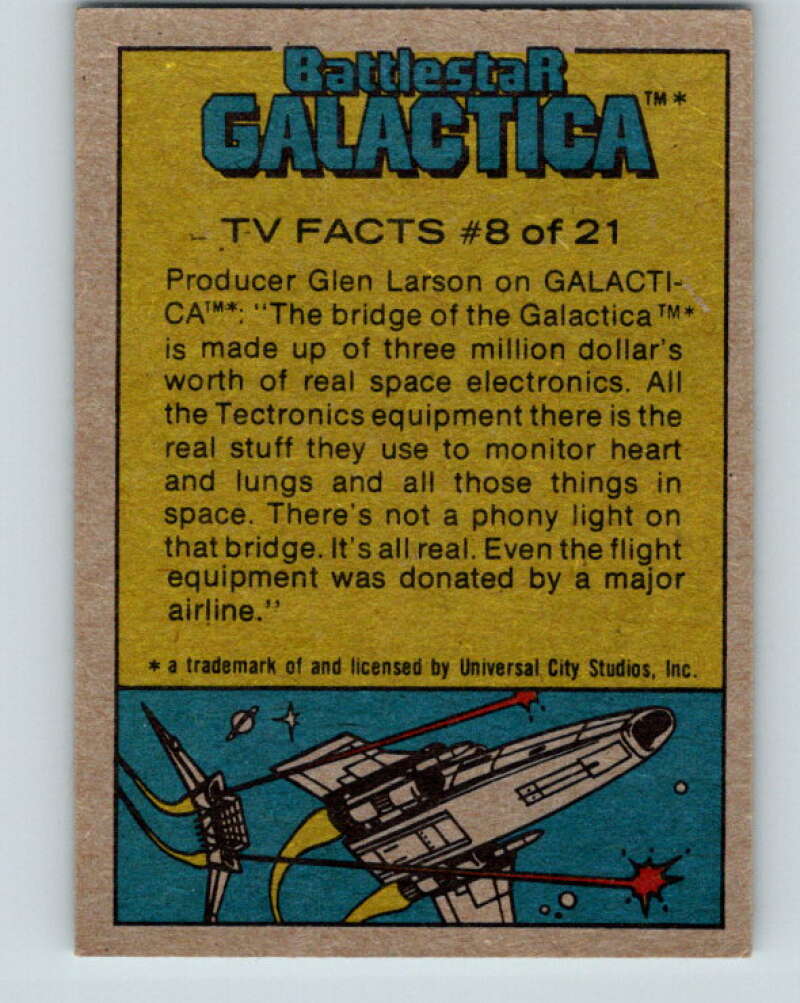 BattlestaR
GALACTICA™*
TV FACTS #8 of 21
Producer Glen Larson on GALACTI-
CA™*: "The bridge of the Galactica™*
is made up of three million dollar's
worth of real space electronics. All
the Tectronics equipment there is the
real stuff they use to monitor heart
and lungs and all those things in
space. There's not a phony light on
that bridge. It's all real. Even the flight
equipment was donated by a major
airline."
* a trademark of and licensed by Universal City Studios, Inc.